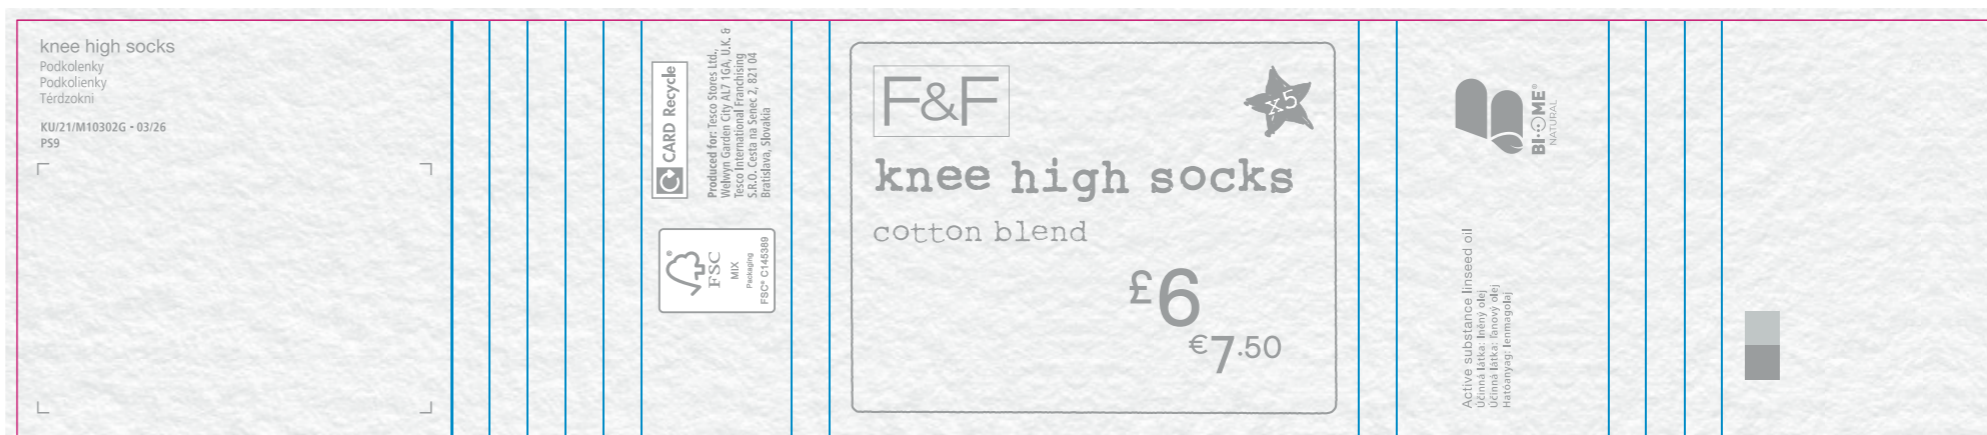 knee high socks
Podkolenky
Podkolienky
Térdzokni
KU/21/M10302G - 03/26
PS9
CARD Recycle
Produced for: Tesco Stores Ltd.,
Welwyn Garden City AL7 1GA, U.K. &
Tesco International Franchising
S.R.O. Cesta na Senec 2, 821 04
Bratislava, Slovakia
FSC®
MIX
Packaging
FSC® C145389
F&F
x5
knee high socks
cotton blend
£6
€7.50
BI·OME®
NATURAL
Active substance linseed oil
Účinná látka: lněný olej
Účinná látka: ľanový olej
Hatóanyag: lenmagolaj